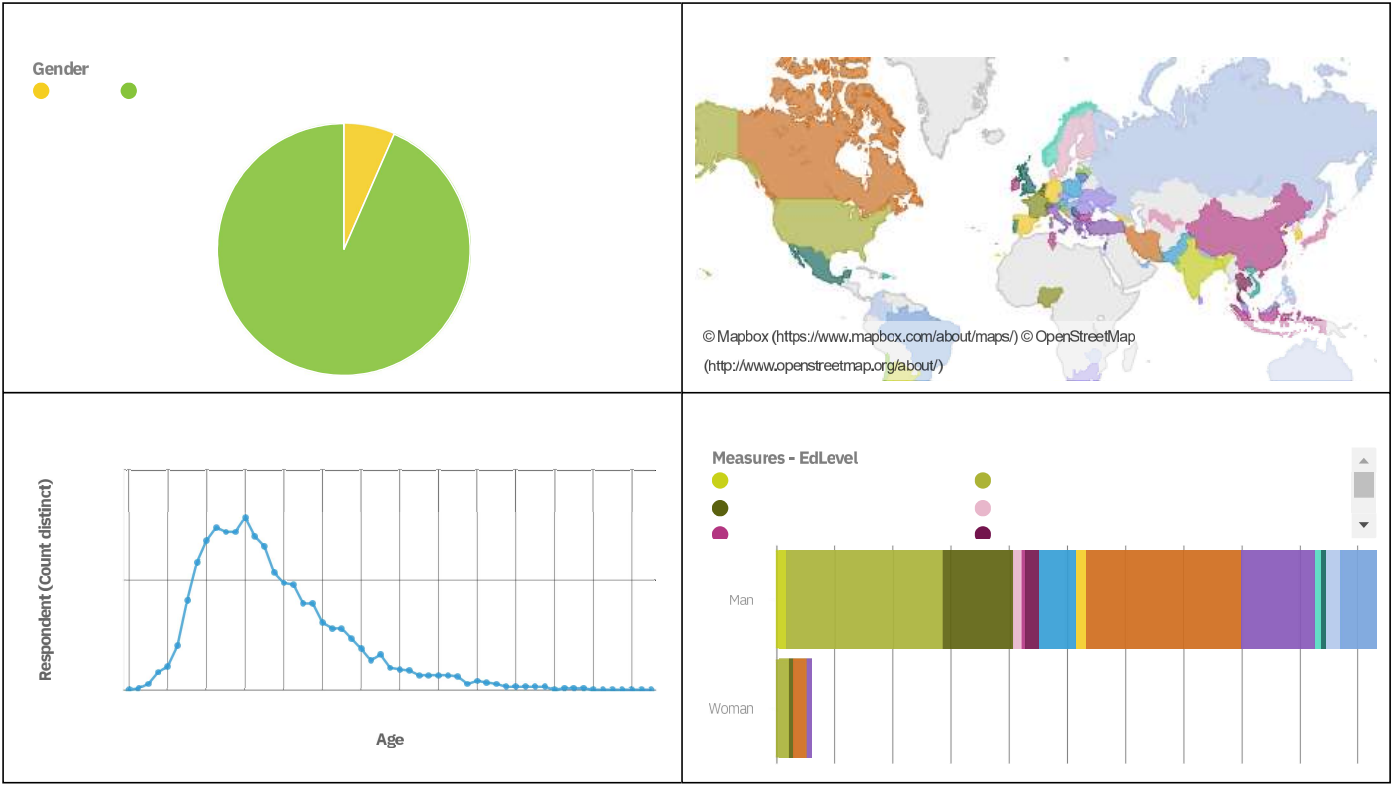 Gender
© Mapbox (https://www.mapbox.com/about/maps/) © OpenStreetMap
(http://www.openstreetmap.org/about/)
Respondent (Count distinct)
Age
Measures - EdLevel
Man
Woman